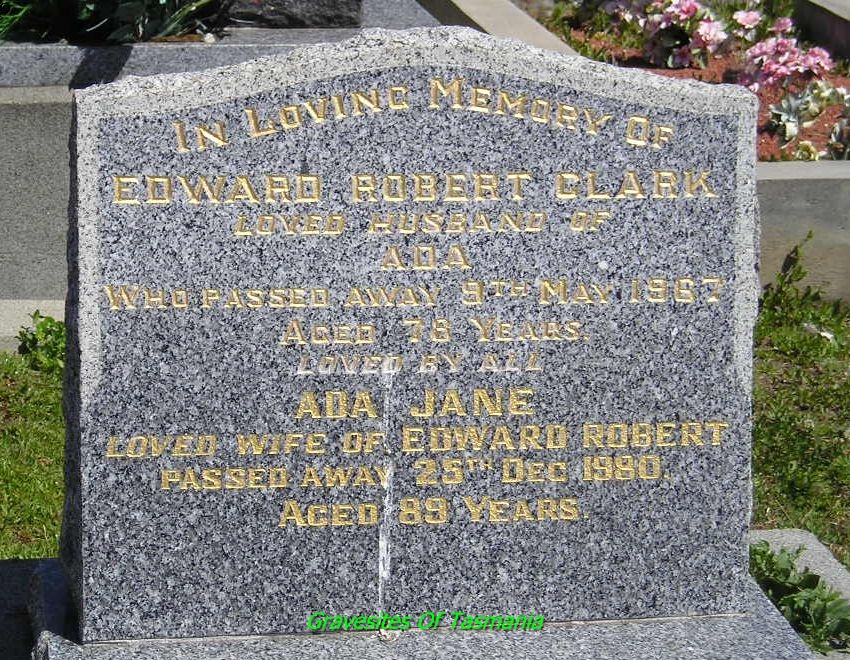 In Loving Memory Of
EDWARD ROBERT CLARK
LOVED HUSBAND OF
ADA
Who passed away 9th May 1967
Aged 78 Years.
LOVED BY ALL
ADA JANE
LOVED WIFE OF EDWARD ROBERT
PASSED AWAY 25th Dec 1980.
Aged 89 Years.
Gravesites Of Tasmania